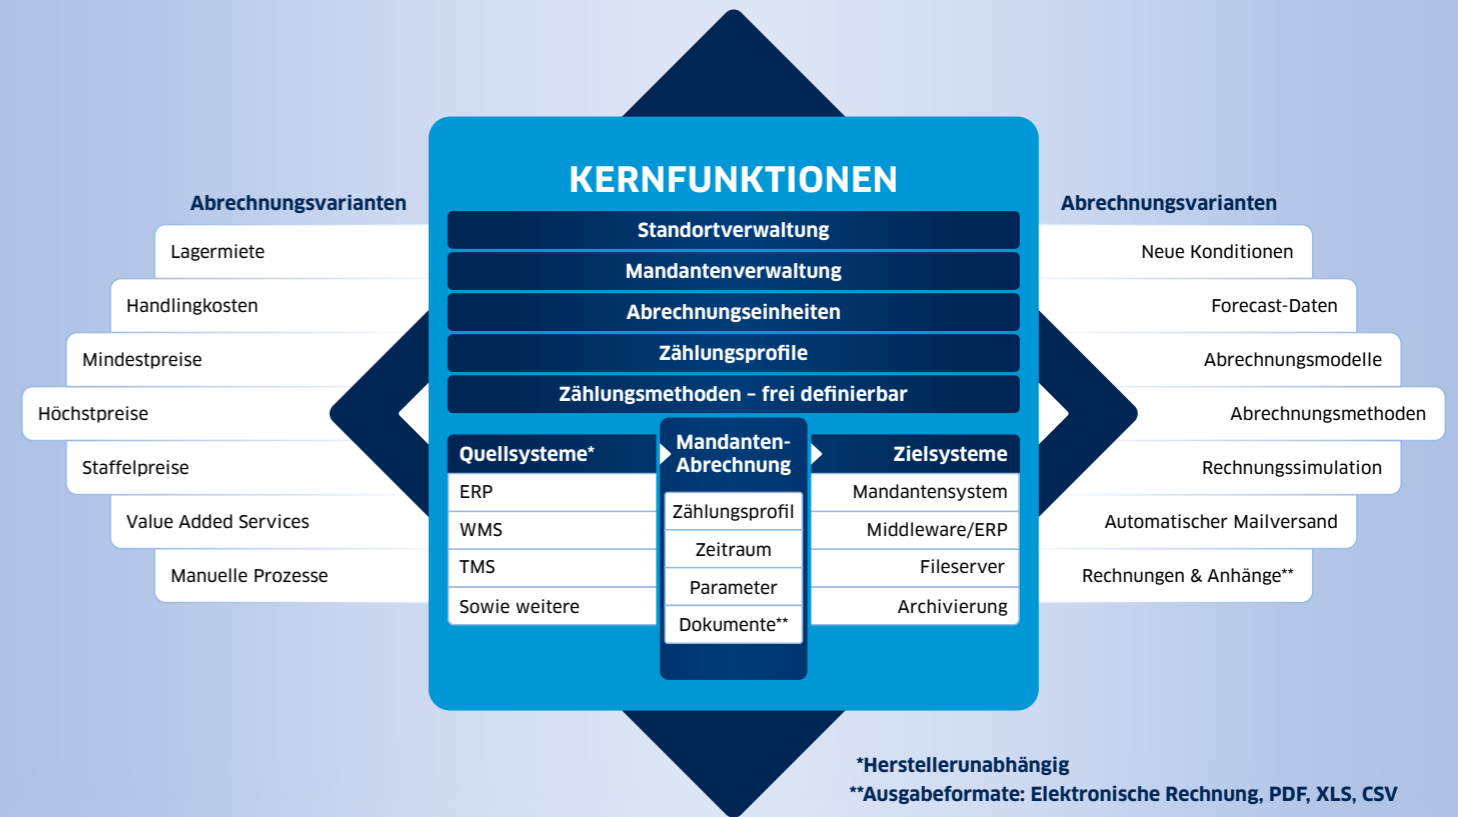 Abrechnungsvarianten
Lagermiete
Handlingkosten
Mindestpreise
Höchstpreise
Staffelpreise
Value Added Services
Manuelle Prozesse
KERNFUNKTIONEN
Standortverwaltung
Mandantenverwaltung
Abrechnungseinheiten
Zählungsprofile
Zählungsmethoden – frei definierbar
Quellsysteme*
ERP
WMS
TMS
Sowie weitere
Mandanten-
Abrechnung
Zählungsprofil
Zeitraum
Parameter
Dokumente**
Zielsysteme
Mandantensystem
Middleware/ERP
Fileserver
Archivierung
Abrechnungsvarianten
Neue Konditionen
Forecast-Daten
Abrechnungsmodelle
Abrechnungsmethoden
Rechnungssimulation
Automatischer Mailversand
Rechnungen & Anhänge**
*Herstellerunabhängig
**Ausgabeformate: Elektronische Rechnung, PDF, XLS, CSV